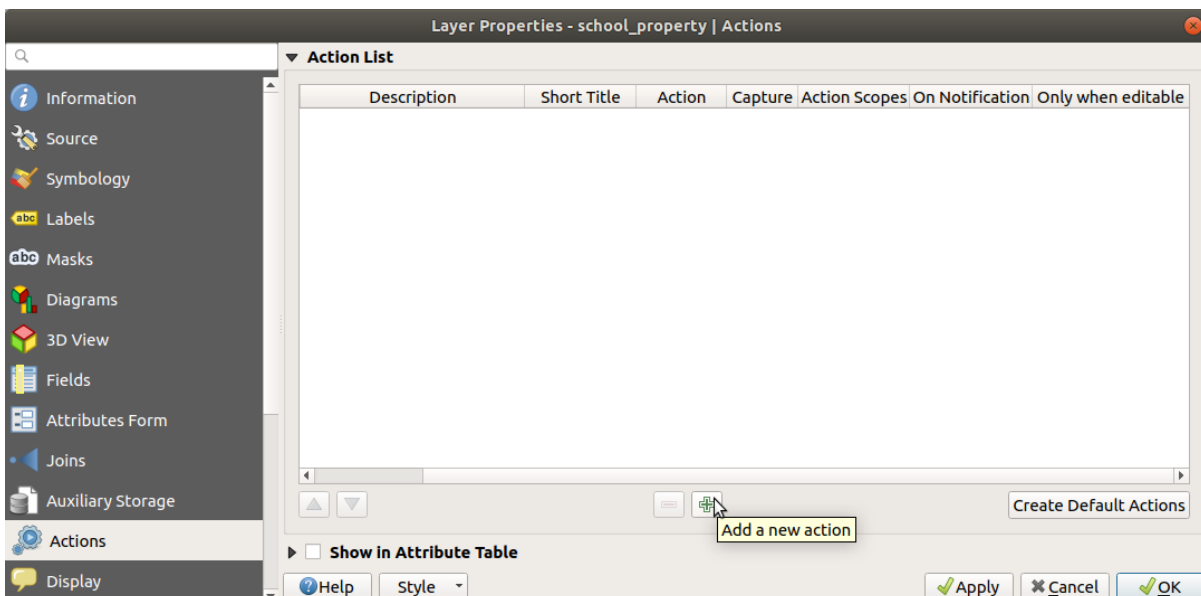 Layer Properties - school_property | Actions
Action List
Information
Source
Symbology
abc Labels
abc Masks
Diagrams
3D View
Fields
Attributes Form
Joins
Auxiliary Storage
Actions
Display
Description Short Title Action Capture Action Scopes On Notification Only when editable
Create Default Actions
Add a new action
Show in Attribute Table
Help Style Apply Cancel OK